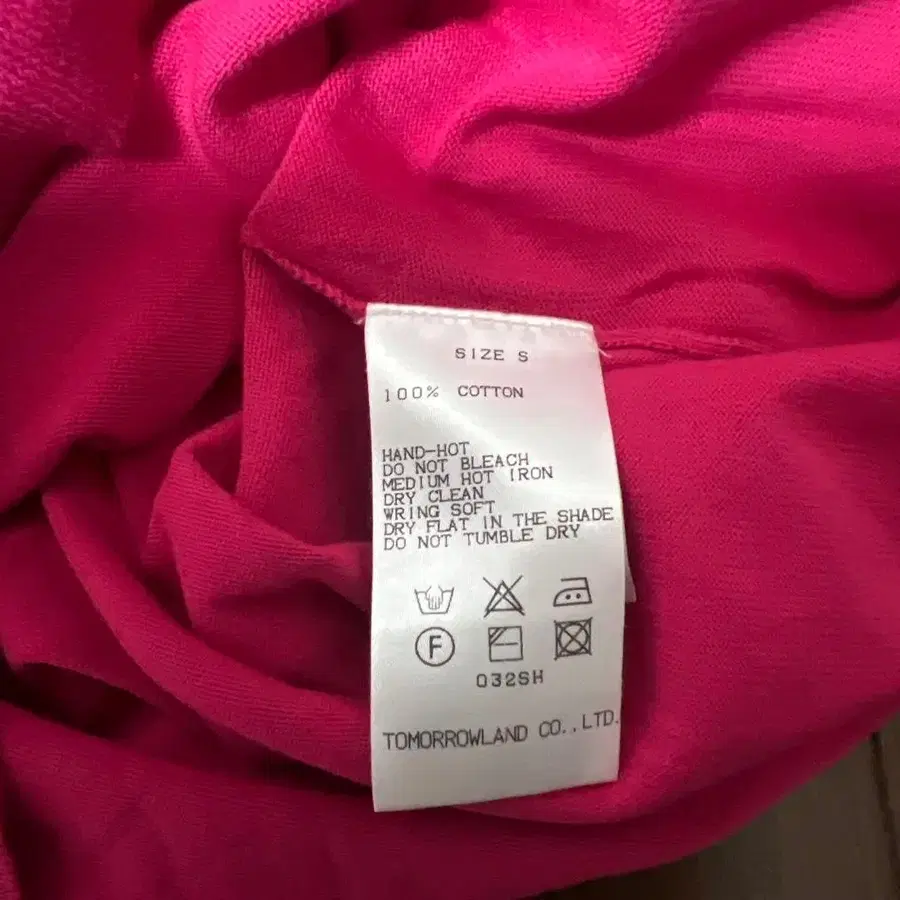 SIZE S
100% COTTON
HAND-HOT
DO NOT BLEACH
MEDIUM HOT IRON
DRY CLEAN
WRING SOFT
DRY FLAT IN THE SHADE
DO NOT TUMBLE DRY
F
032SH
TOMORROWLAND CO.,LTD.